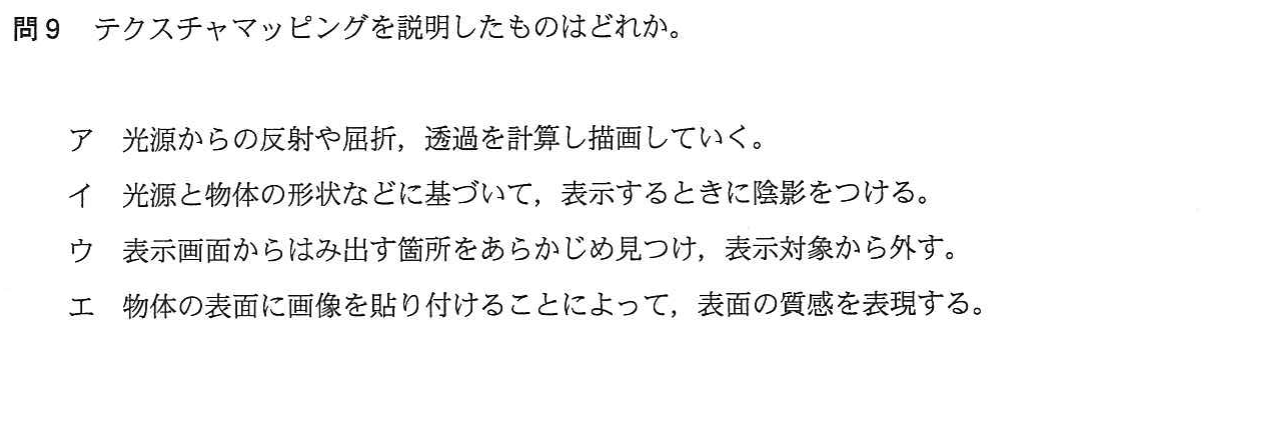 問9 テクスチャマッピングを説明したものはどれか。
ア 光源からの反射や屈折，透過を計算し描画していく。
イ 光源と物体の形状などに基づいて，表示するときに陰影をつける。
ウ 表示画面からはみ出す箇所をあらかじめ見つけ，表示対象から外す。
エ 物体の表面に画像を貼り付けることによって，表面の質感を表現する。